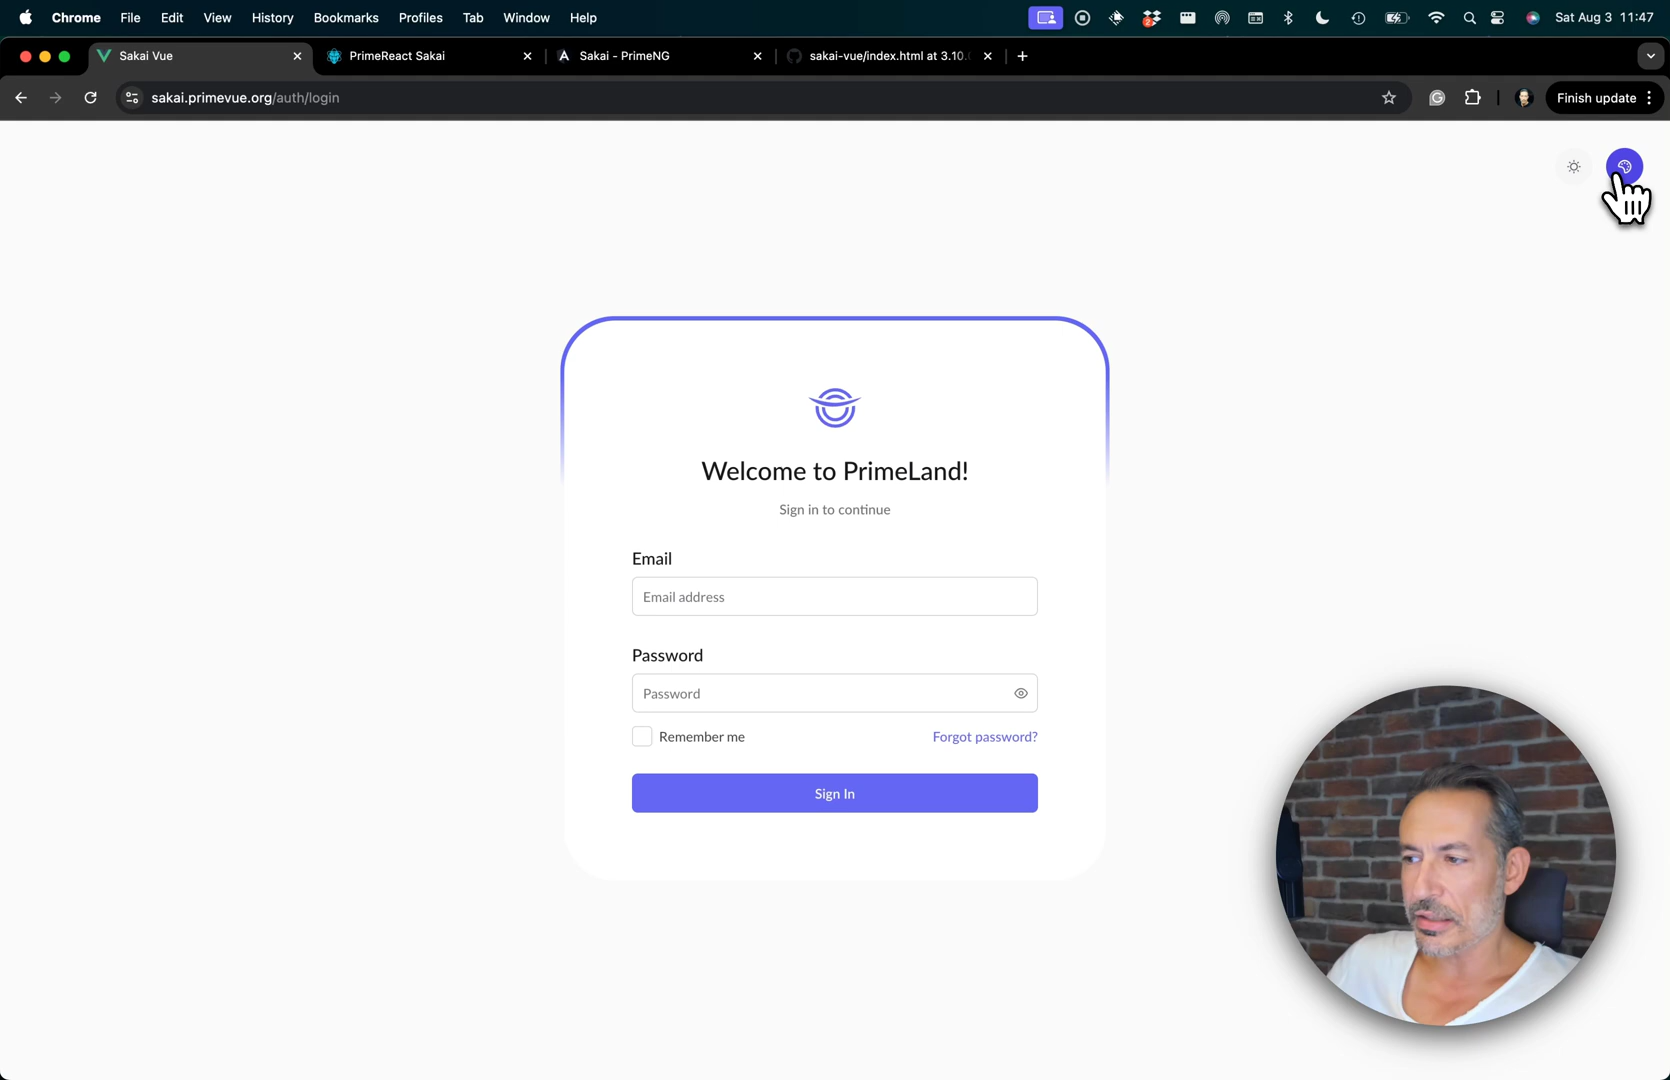 Chrome File Edit View History Bookmarks Profiles Tab Window Help
2
Sat Aug 3 11:47
Sakai Vue
PrimeReact Sakai
Sakai - PrimeNG
sakai-vue/index.html at 3.10.
sakai.primevue.org/auth/login
Finish update
Welcome to PrimeLand!
Sign in to continue
Email
Email address
Password
Password
Remember me
Forgot password?
Sign In